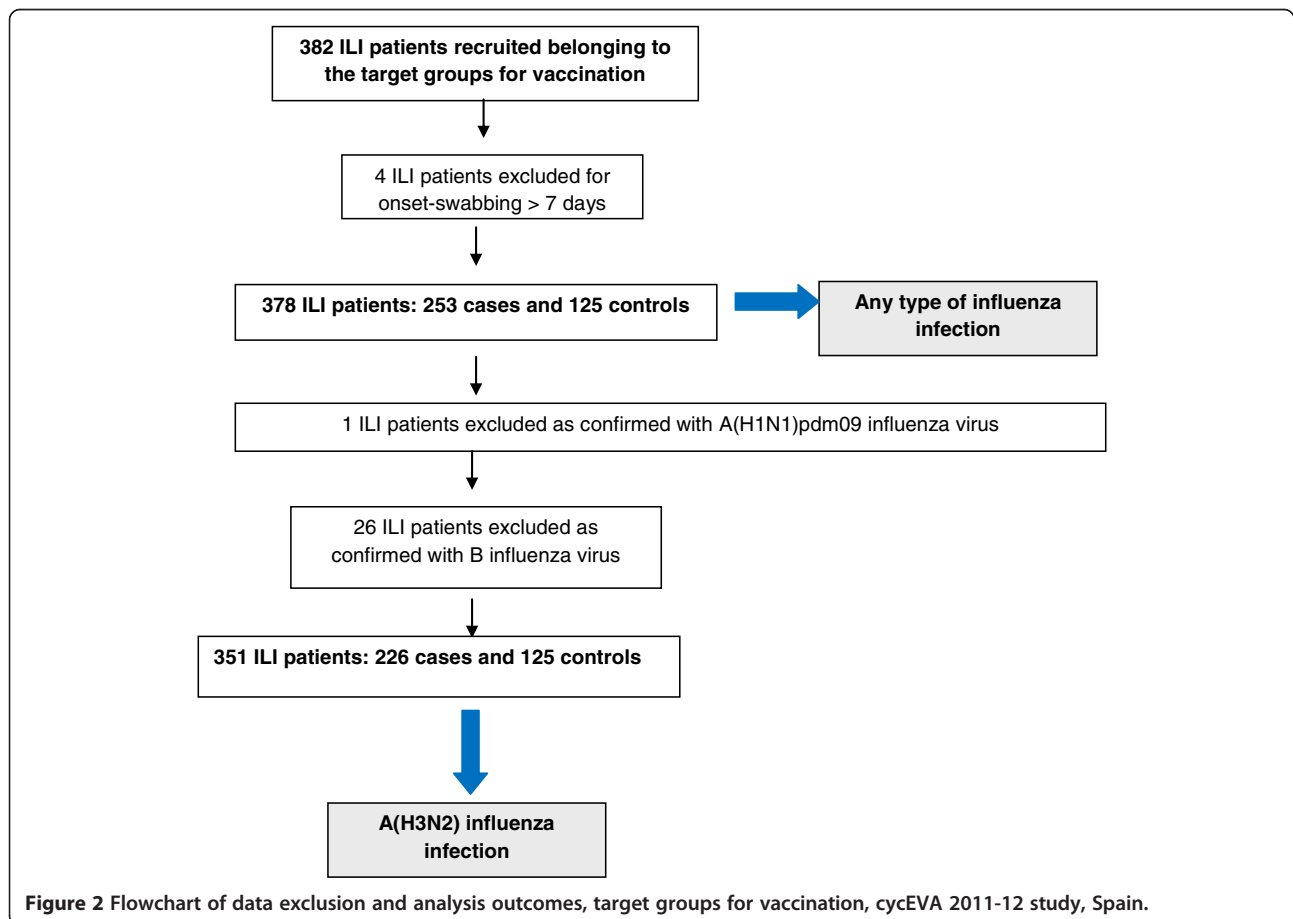 382 ILI patients recruited belonging to
the target groups for vaccination
4 ILI patients excluded for
onset-swabbing > 7 days
378 ILI patients: 253 cases and 125 controls
Any type of influenza
infection
1 ILI patients excluded as confirmed with A(H1N1)pdm09 influenza virus
26 ILI patients excluded as
confirmed with B influenza virus
351 ILI patients: 226 cases and 125 controls
A(H3N2) influenza
infection
Figure 2 Flowchart of data exclusion and analysis outcomes, target groups for vaccination, cycEVA 2011-12 study, Spain.